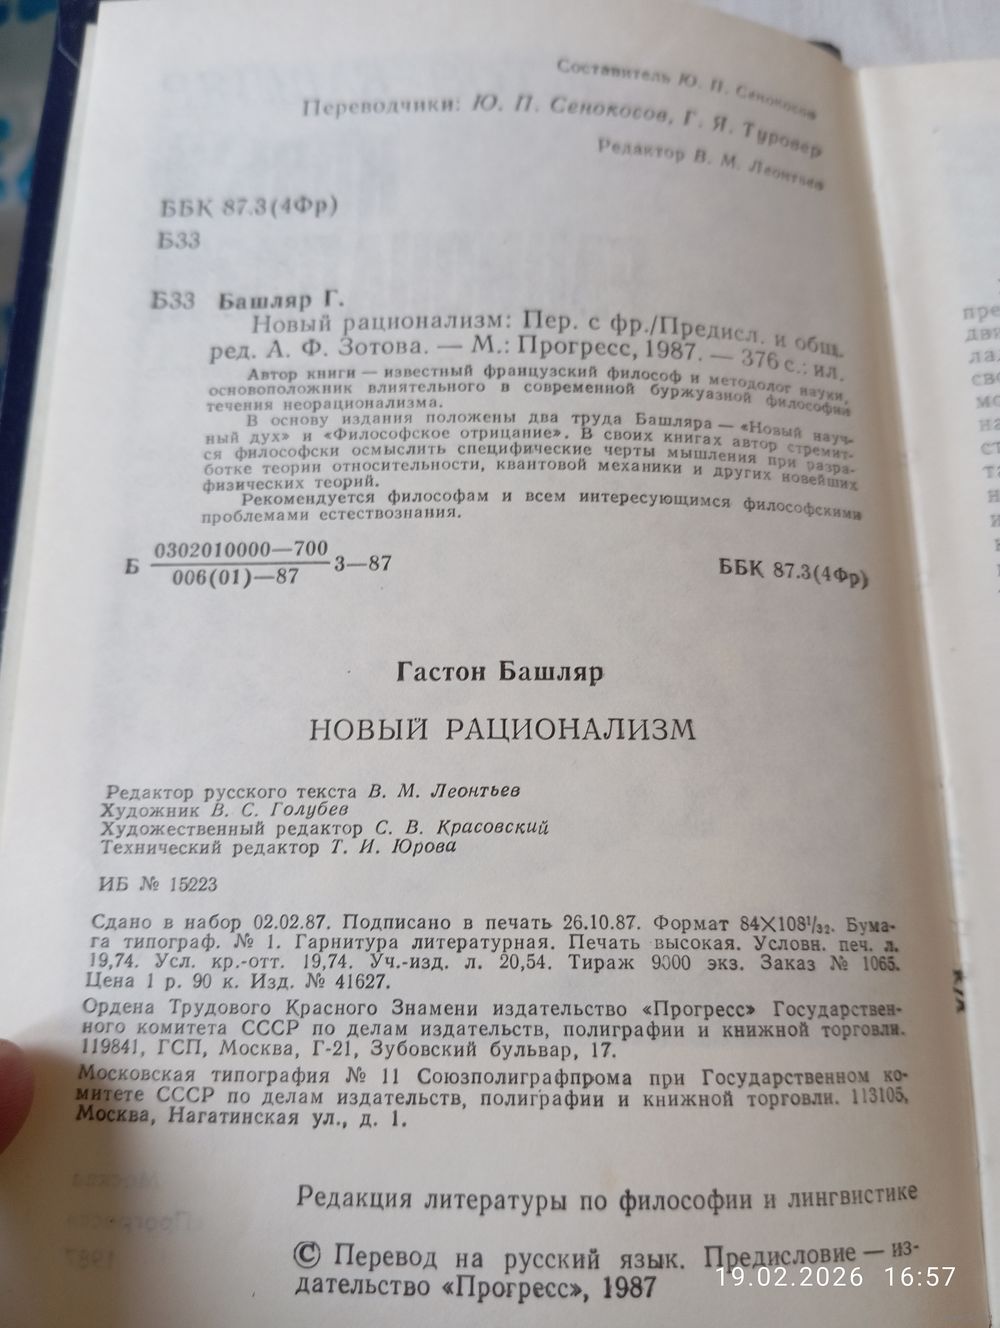 Составитель Ю. П. Сенокосов
Переводчики: Ю. П. Сенокосов, Г. Я. Туровер
Редактор В. М. Леонтьев
ББК 87.3(4Фр)
Б33
Б33 Башляр Г.
Новый рационализм: Пер. с фр./Предисл. и общ.
ред. А. Ф. Зотова. — М.: Прогресс, 1987. — 376 с.: ил.
Автор книги — известный французский философ и методолог науки,
основоположник влиятельного в современной буржуазной философии
течения неорационализма.
В основу издания положены два труда Башляра — «Новый науч-
ный дух» и «Философское отрицание». В своих книгах автор стремит-
ся философски осмыслить специфические черты мышления при разра-
ботке теории относительности, квантовой механики и других новейших
физических теорий.
Рекомендуется философам и всем интересующимся философскими
проблемами естествознания.
Б 0302010000—700
006(01)—87 3—87
ББК 87.3(4Фр)
Гастон Башляр
НОВЫЙ РАЦИОНАЛИЗМ
Редактор русского текста В. М. Леонтьев
Художник В. С. Голубев
Художественный редактор С. В. Красовский
Технический редактор Т. И. Юрова
ИБ № 15223
Сдано в набор 02.02.87. Подписано в печать 26.10.87. Формат 84×108¹/₃₂. Бума-
га типограф. № 1. Гарнитура литературная. Печать высокая. Условн. печ. л.
19,74. Усл. кр.-отт. 19,74. Уч.-изд. л. 20,54. Тираж 9000 экз. Заказ № 1065.
Цена 1 р. 90 к. Изд. № 41627.
Ордена Трудового Красного Знамени издательство «Прогресс» Государствен-
ного комитета СССР по делам издательств, полиграфии и книжной торговли.
119841, ГСП, Москва, Г-21, Зубовский бульвар, 17.
Московская типография № 11 Союзполиграфпрома при Государственном ко-
митете СССР по делам издательств, полиграфии и книжной торговли. 113105,
Москва, Нагатинская ул., д. 1.
Редакция литературы по философии и лингвистике
© Перевод на русский язык. Предисловие — из-
дательство «Прогресс», 1987
19.02.2026 16:57